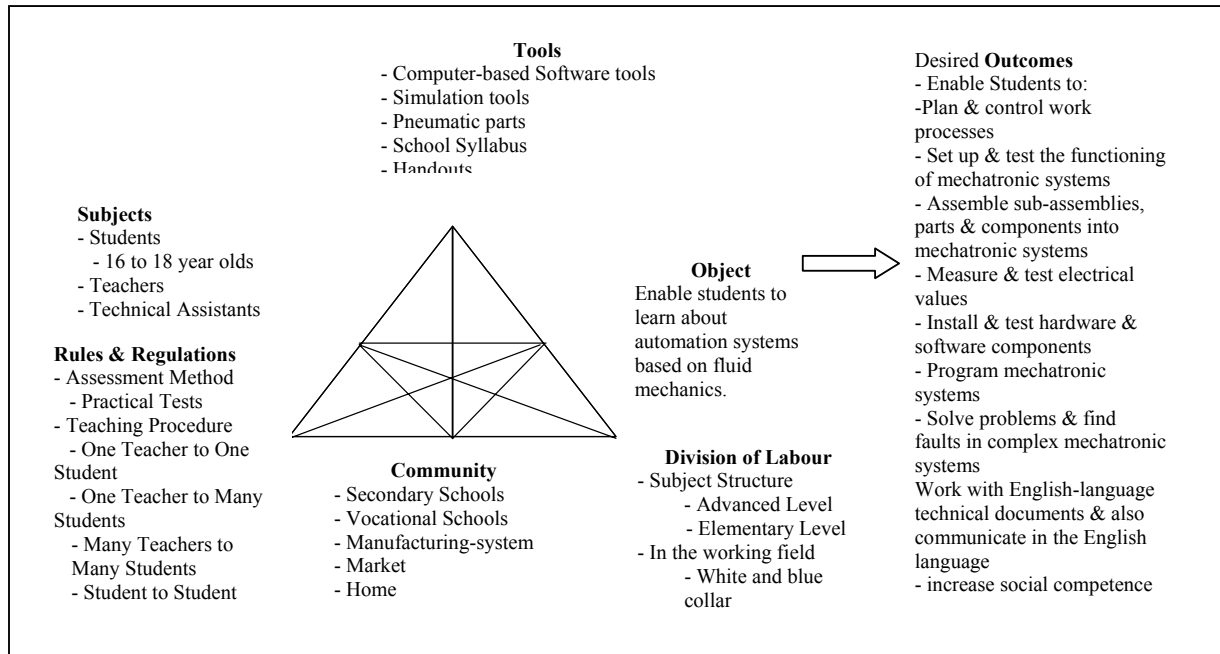 Tools
- Computer-based Software tools
- Simulation tools
- Pneumatic parts
- School Syllabus
- Handouts
Subjects
- Students
- 16 to 18 year olds
- Teachers
- Technical Assistants
Rules & Regulations
- Assessment Method
- Practical Tests
- Teaching Procedure
- One Teacher to One
Student
- One Teacher to Many
Students
- Many Teachers to
Many Students
- Student to Student
Community
- Secondary Schools
- Vocational Schools
- Manufacturing-system
- Market
- Home
Object
Enable students to
learn about
automation systems
based on fluid
mechanics.
Division of Labour
- Subject Structure
- Advanced Level
- Elementary Level
- In the working field
- White and blue
collar
Desired Outcomes
- Enable Students to:
-Plan & control work
processes
- Set up & test the functioning
of mechatronic systems
- Assemble sub-assemblies,
parts & components into
mechatronic systems
- Measure & test electrical
values
- Install & test hardware &
software components
- Program mechatronic
systems
- Solve problems & find
faults in complex mechatronic
systems
Work with English-language
technical documents & also
communicate in the English
language
- increase social competence